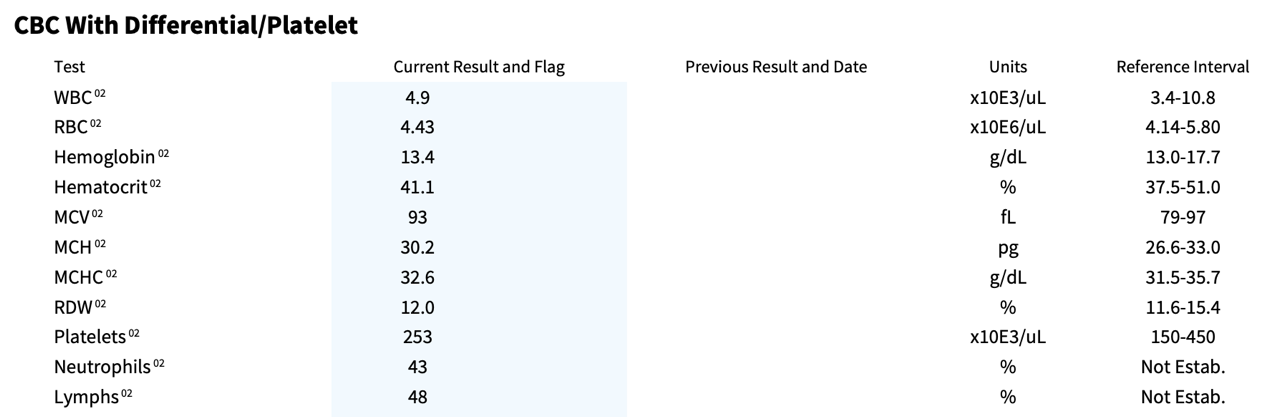 CBC With Differential/Platelet
Test Current Result and Flag Previous Result and Date Units Reference Interval
WBC 02 4.9 x10E3/uL 3.4-10.8
RBC 02 4.43 x10E6/uL 4.14-5.80
Hemoglobin 02 13.4 g/dL 13.0-17.7
Hematocrit 02 41.1 % 37.5-51.0
MCV 02 93 fL 79-97
MCH 02 30.2 pg 26.6-33.0
MCHC 02 32.6 g/dL 31.5-35.7
RDW 02 12.0 % 11.6-15.4
Platelets 02 253 x10E3/uL 150-450
Neutrophils 02 43 % Not Estab.
Lymphs 02 48 % Not Estab.